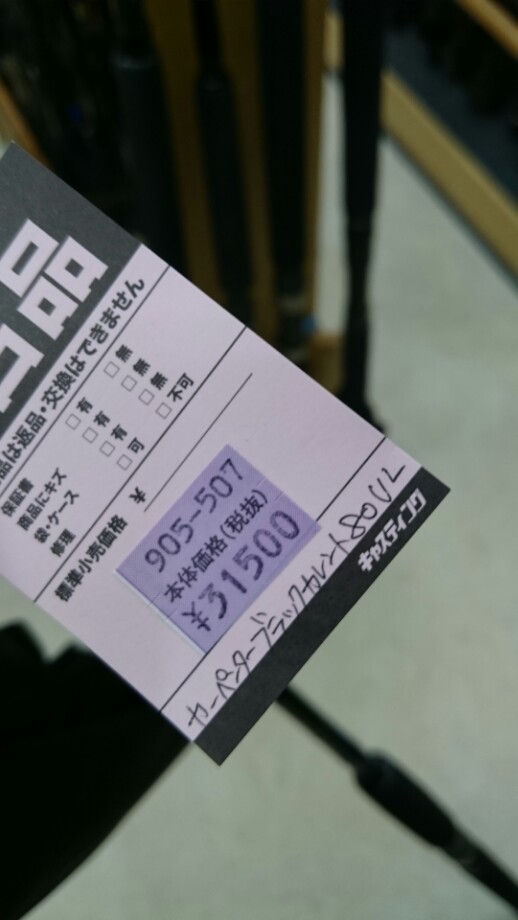 品
品は返品・交換はできません
保証書 □有 □無
商品にキズ □有 □無
袋・ケース □有 □無
修理 □可 □不可
標準小売価格 ¥
905-507
本体価格(税抜)
¥31500
カーペンターブラックカレント80UL
キャスティング